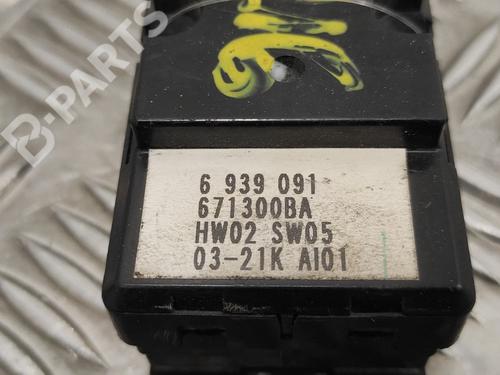 B-PARTS
6 939 091
671300BA
HW02 SW05
03-21K AI01